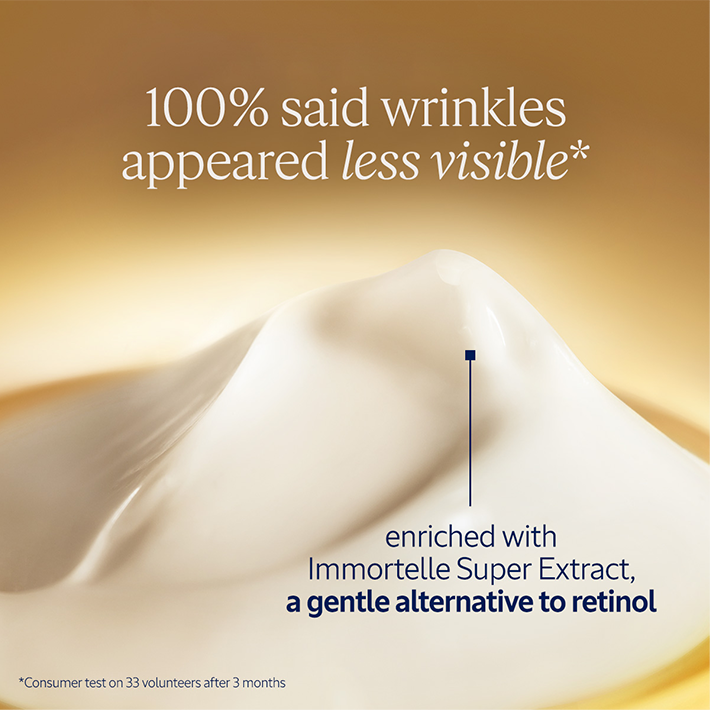 100% said wrinkles
appeared less visible*
enriched with
Immortelle Super Extract,
a gentle alternative to retinol
*Consumer test on 33 volunteers after 3 months